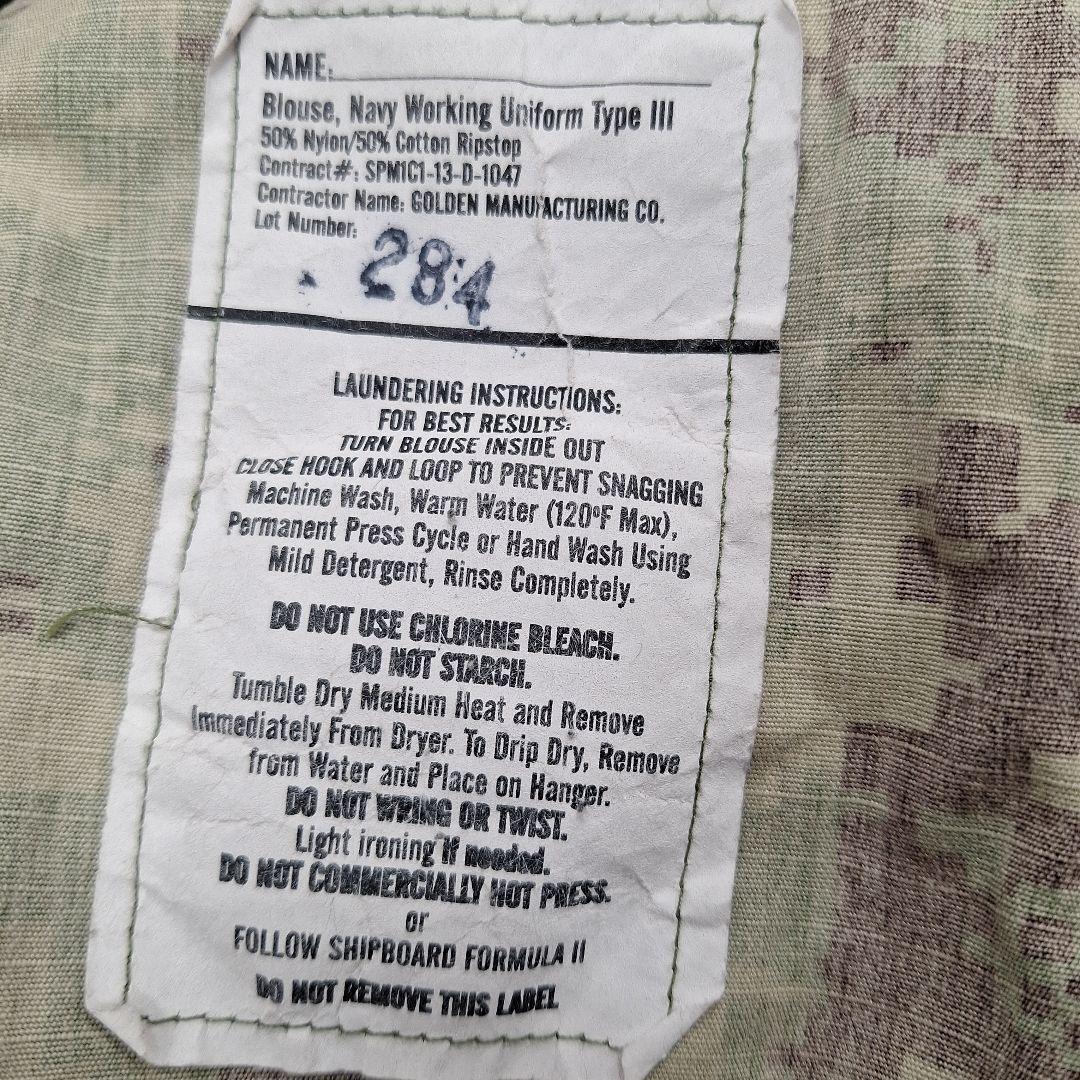 NAME:
Blouse, Navy Working Uniform Type III
50% Nylon/50% Cotton Ripstop
Contract#: SPM1C1-13-D-1047
Contractor Name: GOLDEN MANUFACTURING CO.
Lot Number:
284
LAUNDERING INSTRUCTIONS:
FOR BEST RESULTS:
TURN BLOUSE INSIDE OUT
CLOSE HOOK AND LOOP TO PREVENT SNAGGING
Machine Wash, Warm Water (120°F Max),
Permanent Press Cycle or Hand Wash Using
Mild Detergent, Rinse Completely.
DO NOT USE CHLORINE BLEACH.
DO NOT STARCH.
Tumble Dry Medium Heat and Remove
Immediately From Dryer. To Drip Dry, Remove
from Water and Place on Hanger.
DO NOT WRING OR TWIST.
Light ironing if needed.
DO NOT COMMERCIALLY HOT PRESS.
or
FOLLOW SHIPBOARD FORMULA II
DO NOT REMOVE THIS LABEL